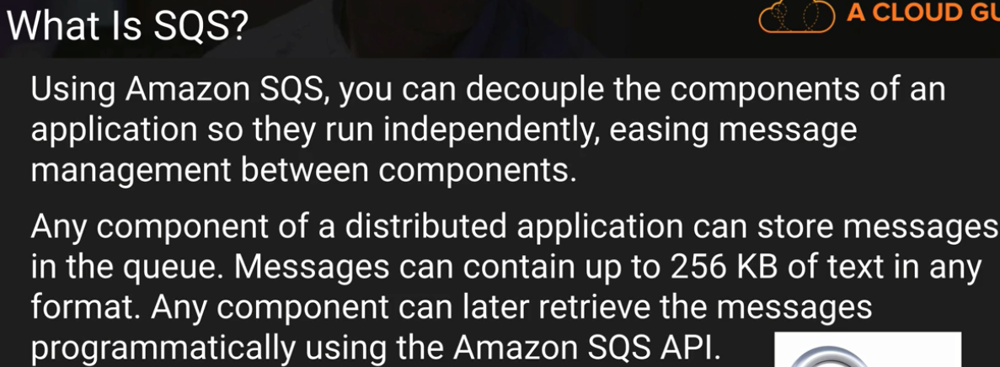 What Is SQS?
A CLOUD GU
Using Amazon SQS, you can decouple the components of an
application so they run independently, easing message
management between components.
Any component of a distributed application can store messages
in the queue. Messages can contain up to 256 KB of text in any
format. Any component can later retrieve the messages
programmatically using the Amazon SQS API.